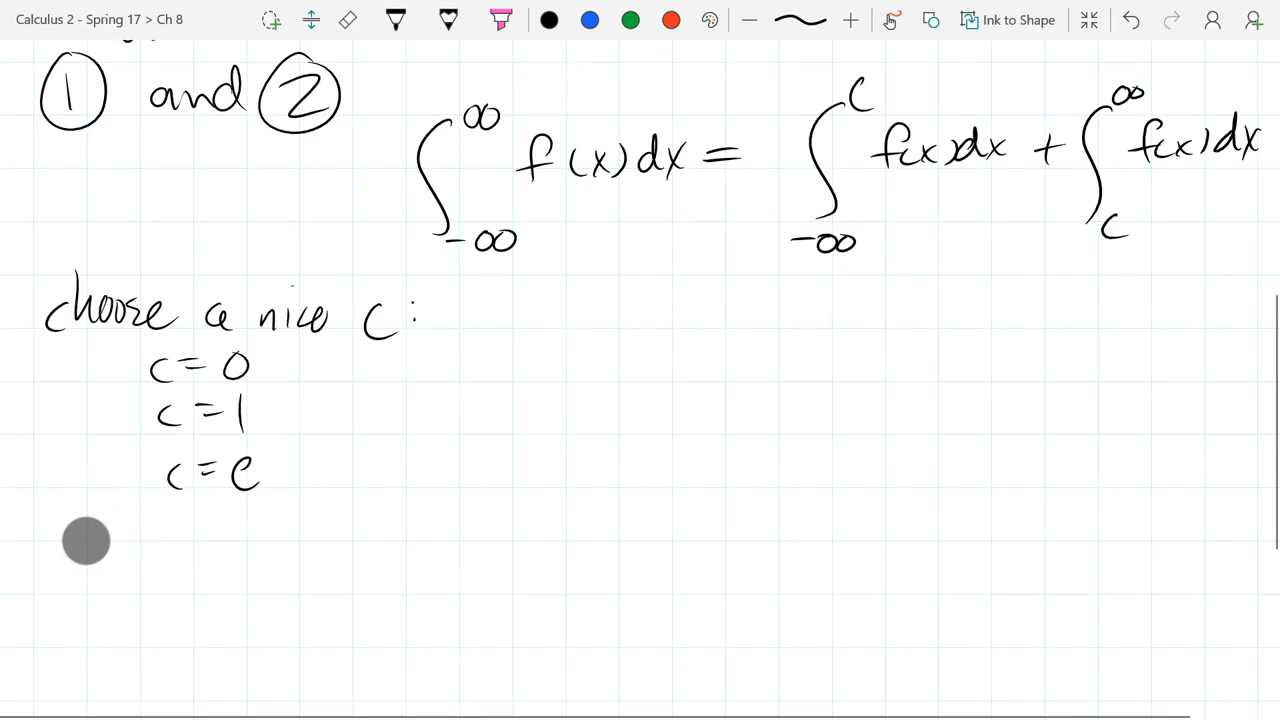 Calculus 2 - Spring 17 > Ch 8
Ink to Shape
① and ②
∫_{-∞}^{∞} f(x)dx = ∫_{-∞}^{c} f(x)dx + ∫_{c}^{∞} f(x)dx
choose a nice c:
c=0
c=1
c=e